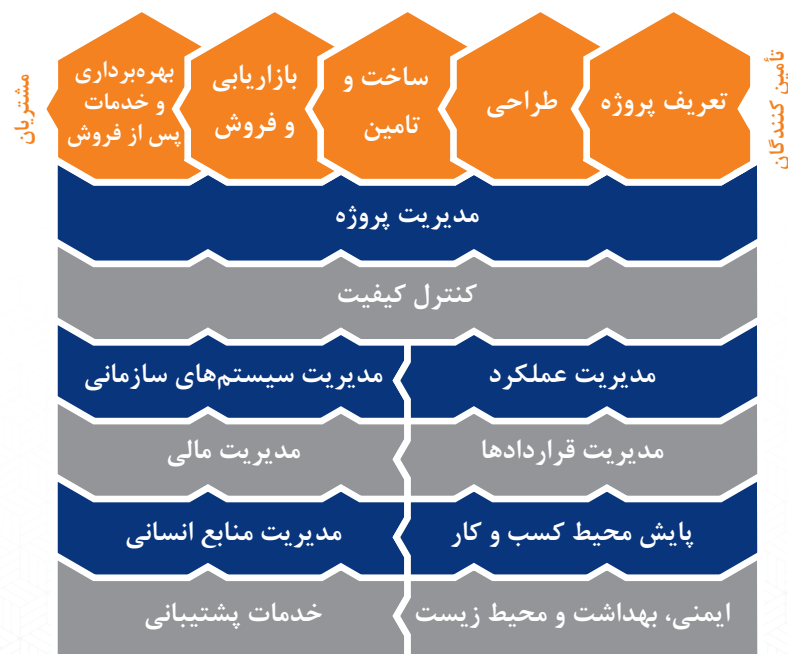 تأمین کنندگان
تعریف پروژه
طراحی
ساخت و
تامین
بازاریابی
و فروش
بهره‌برداری
و خدمات
پس از فروش
مشتریان
مدیریت پروژه
کنترل کیفیت
مدیریت عملکرد
مدیریت سیستم‌های سازمانی
مدیریت قراردادها
مدیریت مالی
پایش محیط کسب و کار
مدیریت منابع انسانی
ایمنی، بهداشت و محیط زیست
خدمات پشتیبانی